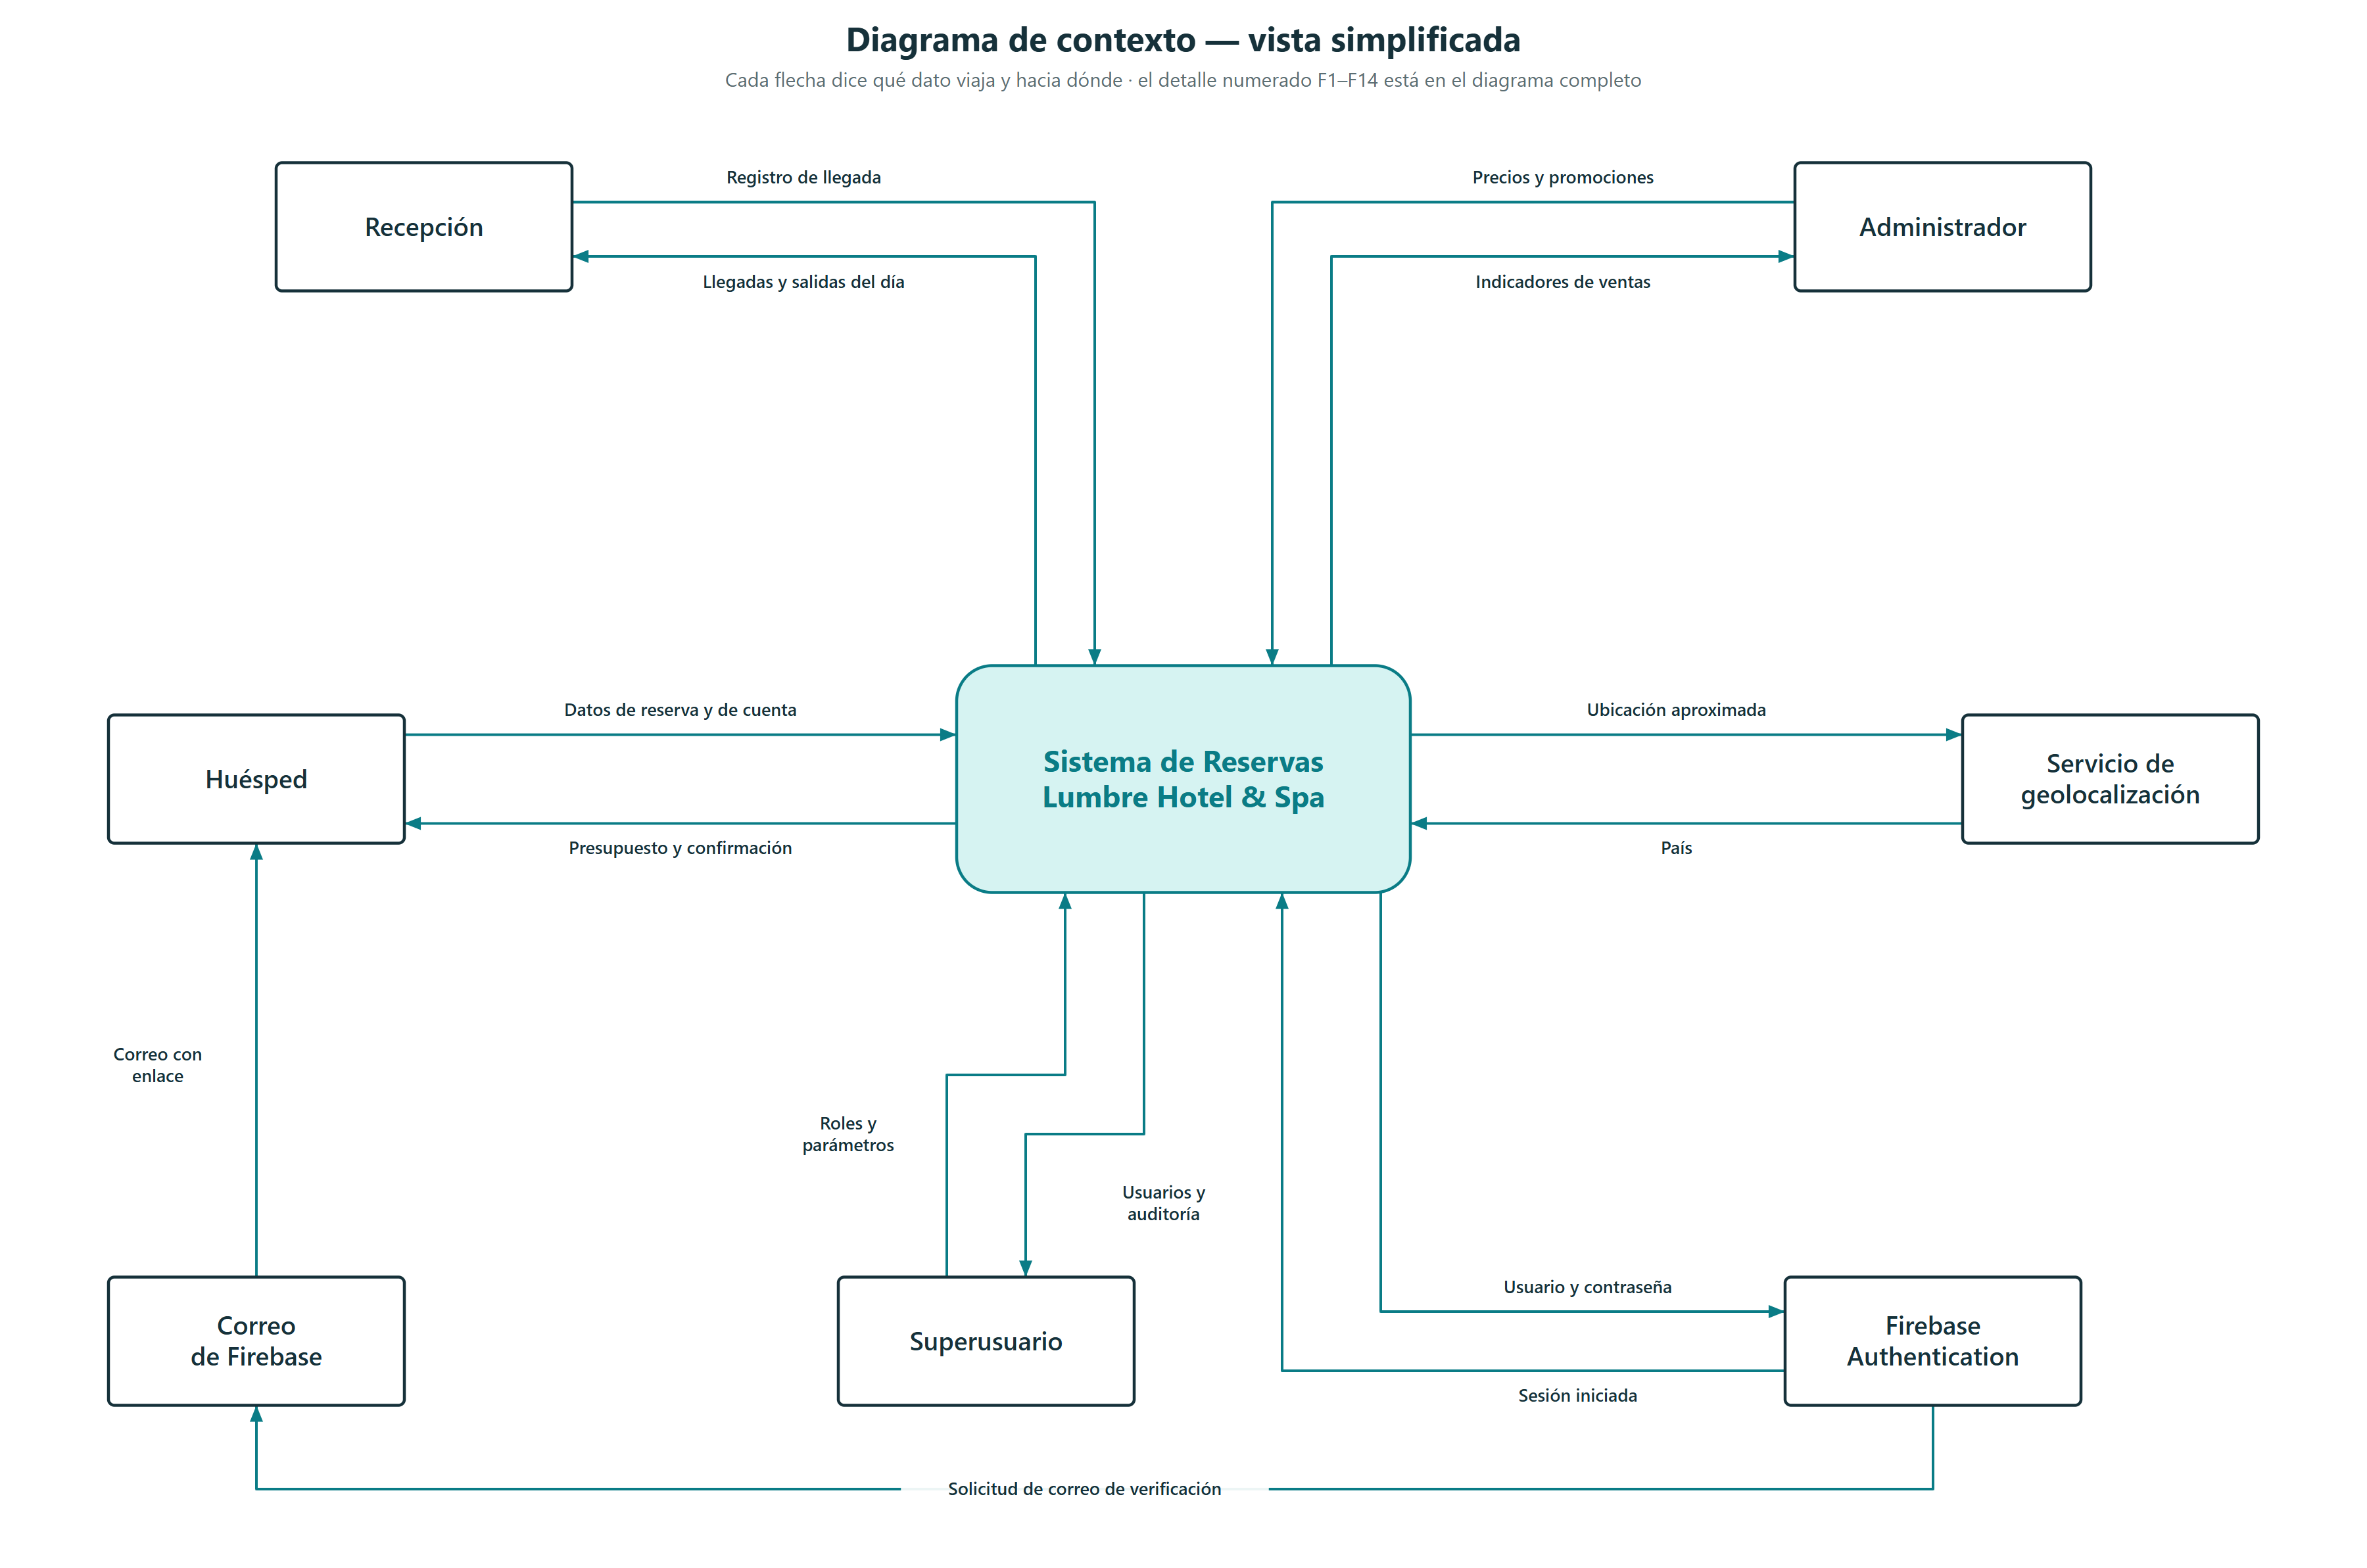 Diagrama de contexto — vista simplificada
Cada flecha dice qué dato viaja y hacia dónde · el detalle numerado F1–F14 está en el diagrama completo
Registro de llegada
Precios y promociones
Recepción
Administrador
Llegadas y salidas del día
Indicadores de ventas
Datos de reserva y de cuenta
Ubicación aproximada
Huésped
Sistema de Reservas
Lumbre Hotel & Spa
Servicio de
geolocalización
Presupuesto y confirmación
País
Correo con
enlace
Roles y
parámetros
Usuarios y
auditoría
Usuario y contraseña
Correo
de Firebase
Superusuario
Firebase
Authentication
Sesión iniciada
Solicitud de correo de verificación